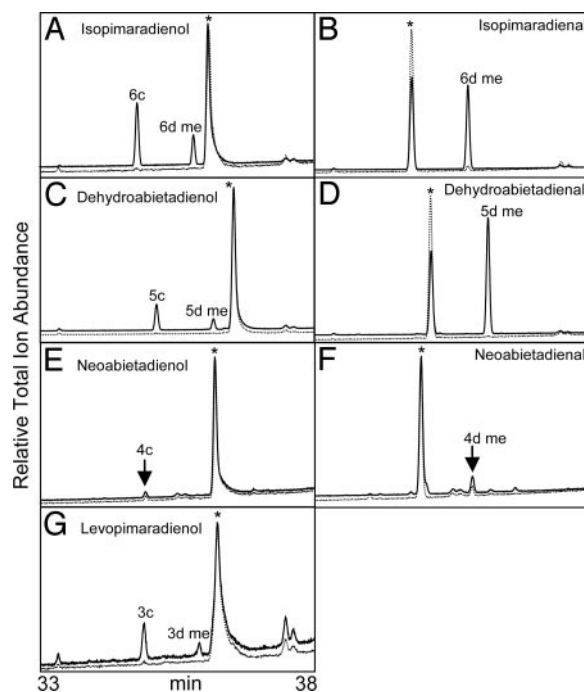 A
Isopimaradienol
*
6c
6d me
B
Isopimaradienal
*
6d me
C
Dehydroabietadienol
*
5c
5d me
D
Dehydroabietadienal
*
5d me
E
Neoabietadienol
*
4c
F
Neoabietadienal
*
4d me
G
Levopimaradienol
*
3c
3d me
Relative Total Ion Abundance
33 min 38